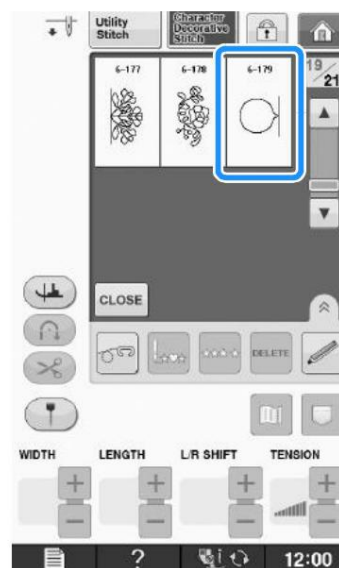 Utility
Stitch
Character
Decorative
Stitch
6-177
6-178
6-179
19
21
CLOSE
DELETE
WIDTH
LENGTH
L/R SHIFT
TENSION
?
12:00